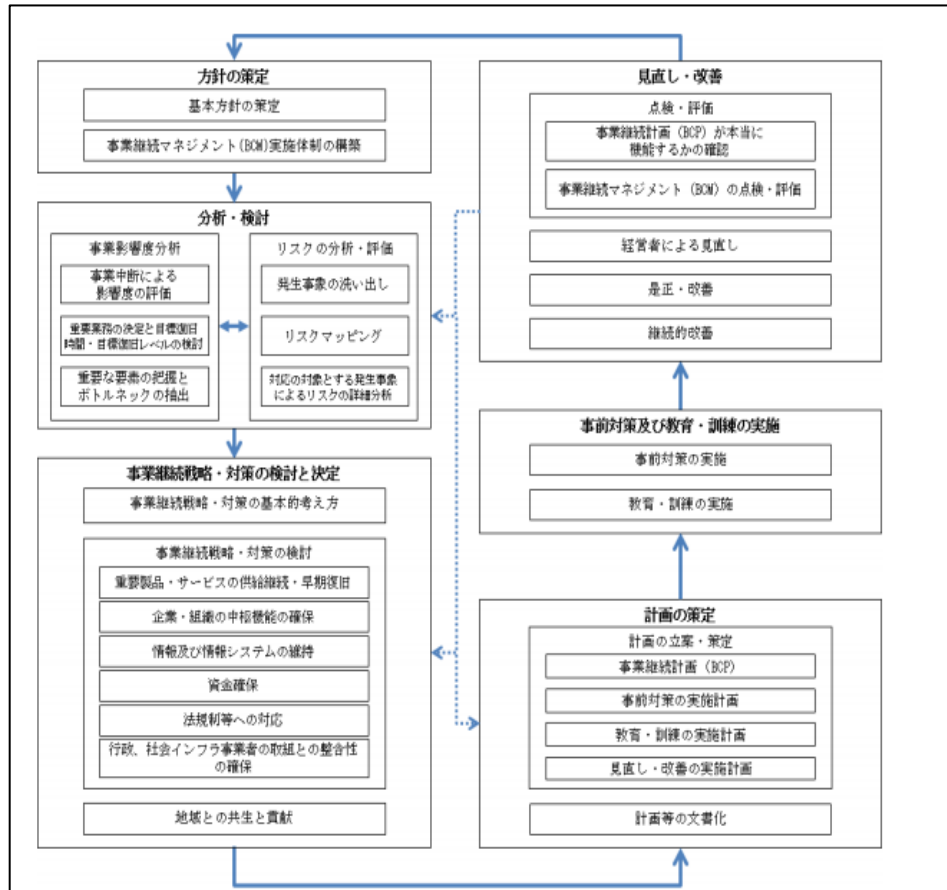 方針の策定
基本方針の策定
事業継続マネジメント(BCM)実施体制の構築
分析・検討
事業影響度分析
事業中断による
影響度の評価
重要業務の決定と目標復旧
時間・目標復旧レベルの検討
重要な要素の把握と
ボトルネックの抽出
リスクの分析・評価
発生事象の洗い出し
リスクマッピング
対応の対象とする発生事象
によるリスクの詳細分析
事業継続戦略・対策の検討と決定
事業継続戦略・対策の基本的考え方
事業継続戦略・対策の検討
重要製品・サービスの供給継続・早期復旧
企業・組織の中枢機能の確保
情報及び情報システムの維持
資金確保
法規制等への対応
行政、社会インフラ事業者の取組との整合性
の確保
地域との共生と貢献
見直し・改善
点検・評価
事業継続計画（BCP）が本当に
機能するかの確認
事業継続マネジメント（BCM）の点検・評価
経営者による見直し
是正・改善
継続的改善
事前対策及び教育・訓練の実施
事前対策の実施
教育・訓練の実施
計画の策定
計画の立案・策定
事業継続計画（BCP）
事前対策の実施計画
教育・訓練の実施計画
見直し・改善の実施計画
計画等の文書化